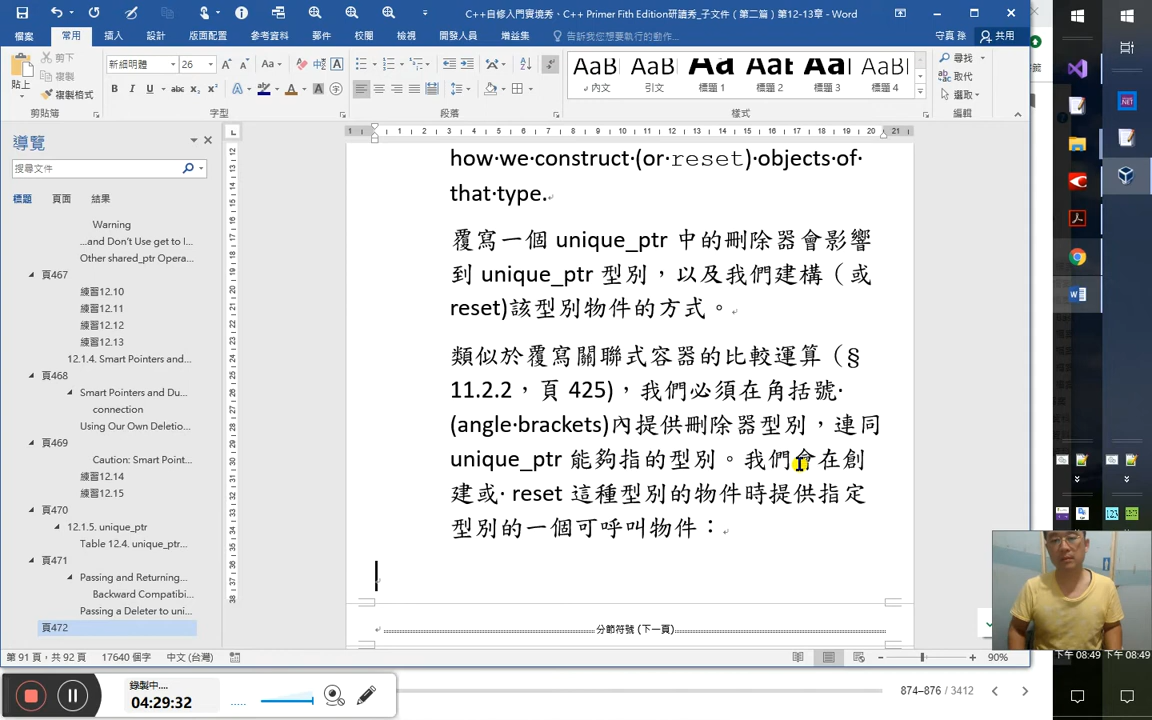 C++自修入門實境秀、C++ Primer Fith Edition研讀秀_子文件（第二篇）第12-13章 - Word
檔案 常用 插入 設計 版面配置 參考資料 郵件 校閱 檢視 開發人員 增益集 告訴我您想要執行的動作... 守真 孫 共用
剪下
複製
複製格式
貼上
新細明體 26
AaBb AaBb AaBb AaBb AaBb AaBb
內文 無間距 標題 1 標題 2 標題 3 標題 4
尋找
取代
選取
剪貼簿 字型 段落 樣式 編輯
導覽
搜尋文件
標題 頁面 結果
Warning
...and Don't Use get to I...
Other shared_ptr Opera...
頁467
練習12.10
練習12.11
練習12.12
練習12.13
12.1.4. Smart Pointers and...
頁468
Smart Pointers and Du...
connection
Using Our Own Deletio...
頁469
Caution: Smart Point...
練習12.14
練習12.15
頁470
12.1.5. unique_ptr
Table 12.4. unique_ptr...
頁471
Passing and Returning...
Backward Compatibi...
Passing a Deleter to uni...
頁472
how we construct (or reset) objects of
that type.
覆寫一個 unique_ptr 中的刪除器會影響
到 unique_ptr 型別，以及我們建構（或
reset)該型別物件的方式。
類似於覆寫關聯式容器的比較運算（§
11.2.2，頁 425)，我們必須在角括號
(angle brackets)內提供刪除器型別，連同
unique_ptr 能夠指的型別。我們會在創
建或 reset 這種型別的物件時提供指定
型別的一個可呼叫物件：
分節符號 (下一頁)
第 91 頁，共 92 頁 17640 個字 中文 (台灣) 90%
錄製中....
04:29:32
874–876 / 3412
下午 08:49 下午 08:49